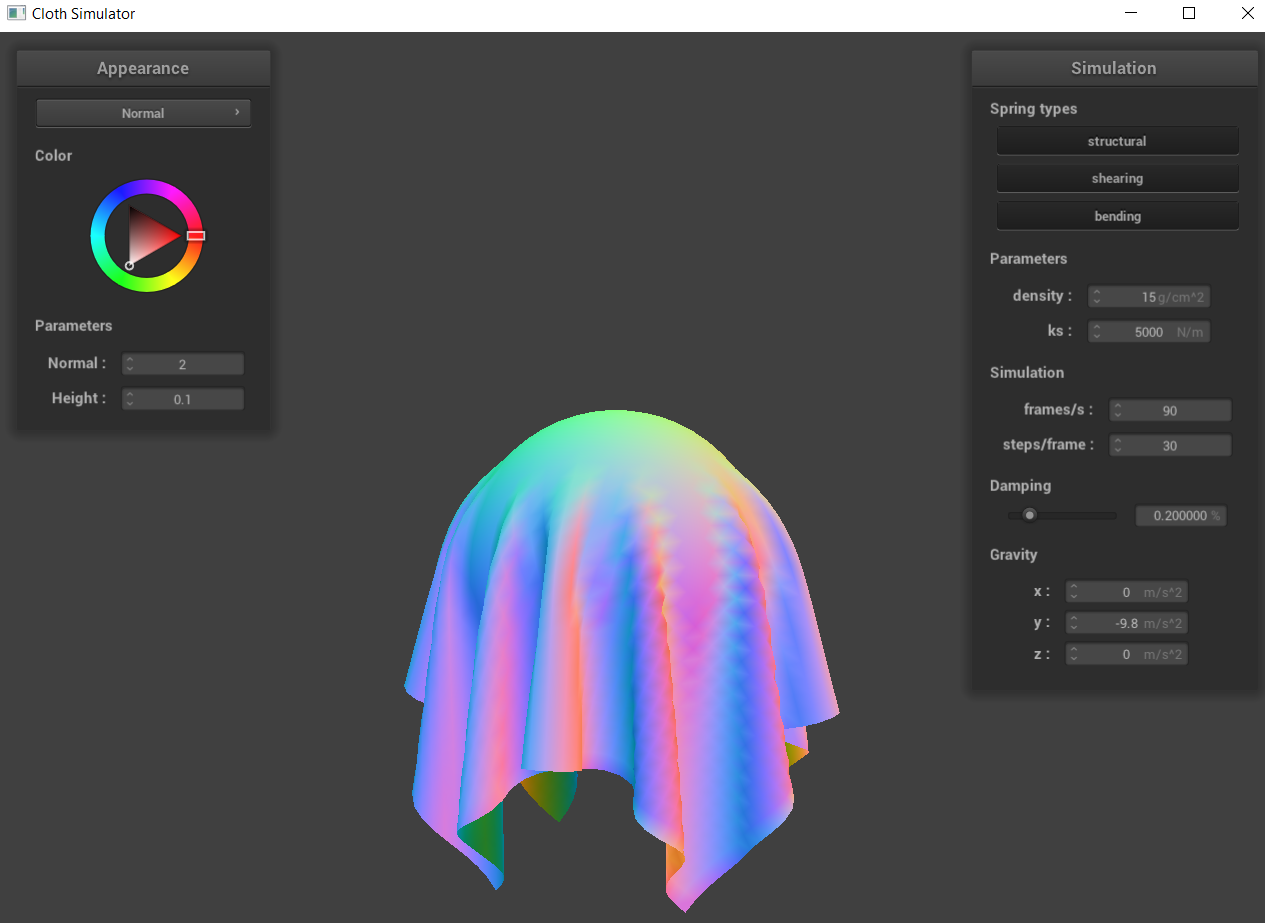 Cloth Simulator
Appearance
Normal
Color
Parameters
Normal : 2
Height : 0.1
Simulation
Spring types
structural
shearing
bending
Parameters
density : 15 g/cm^2
ks : 5000 N/m
Simulation
frames/s : 90
steps/frame : 30
Damping
0.200000 %
Gravity
x : 0 m/s^2
y : -9.8 m/s^2
z : 0 m/s^2